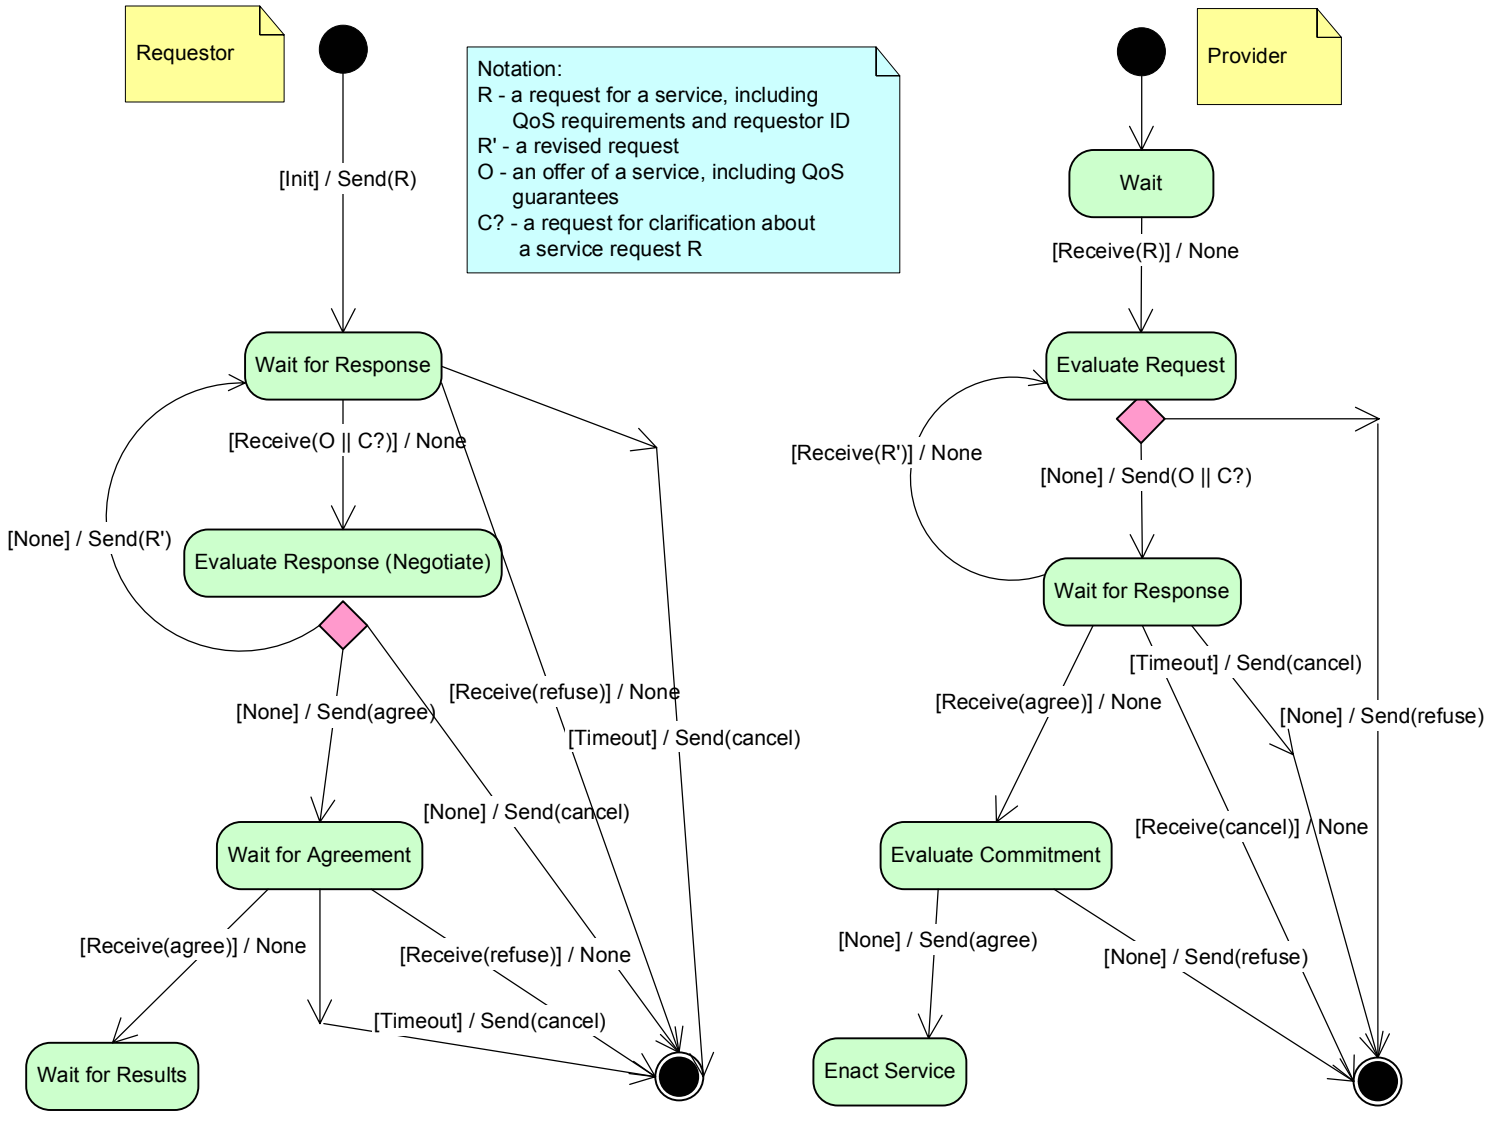 Requestor
Provider
Notation:
R - a request for a service, including
QoS requirements and requestor ID
R' - a revised request
O - an offer of a service, including QoS
guarantees
C? - a request for clarification about
a service request R
[Init] / Send(R)
Wait for Response
[Receive(O || C?)] / None
[None] / Send(R')
Evaluate Response (Negotiate)
[Receive(refuse)] / None
[None] / Send(agree)
[Timeout] / Send(cancel)
[None] / Send(cancel)
Wait for Agreement
[Receive(agree)] / None
[Receive(refuse)] / None
[Timeout] / Send(cancel)
Wait for Results
Wait
[Receive(R)] / None
Evaluate Request
[Receive(R')] / None
[None] / Send(O || C?)
Wait for Response
[Timeout] / Send(cancel)
[Receive(agree)] / None
[None] / Send(refuse)
[Receive(cancel)] / None
Evaluate Commitment
[None] / Send(agree)
[None] / Send(refuse)
Enact Service